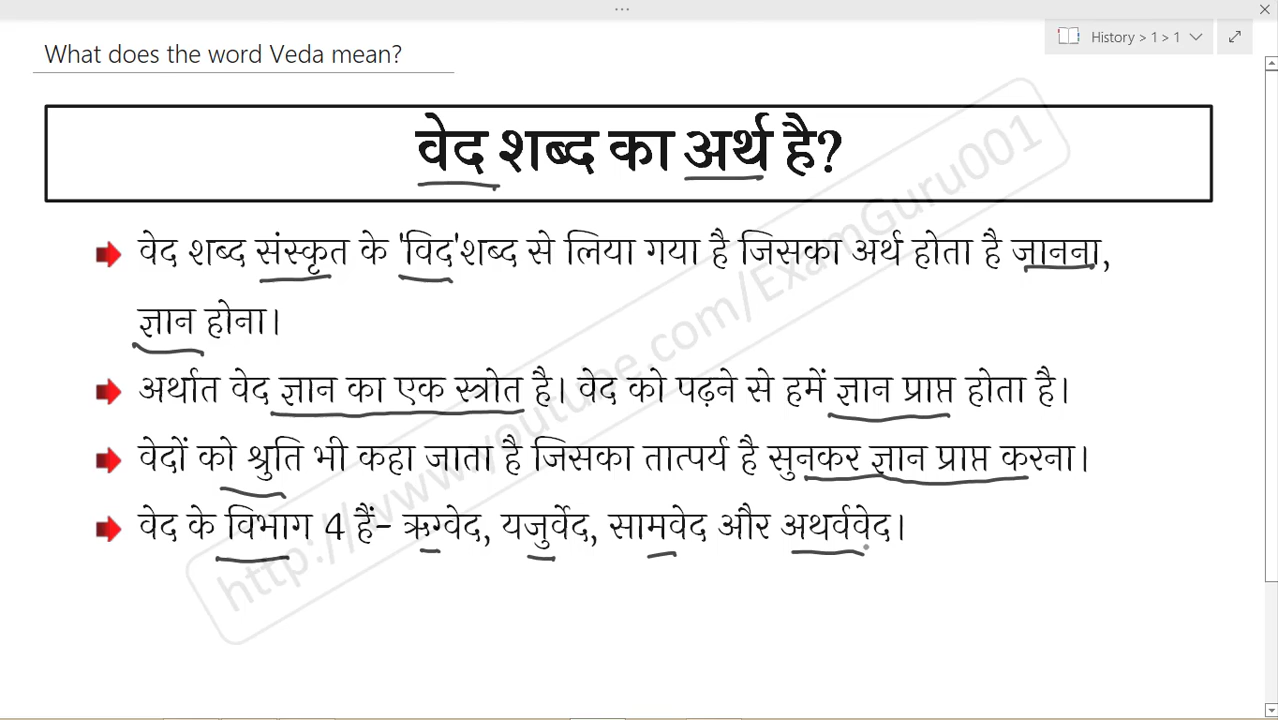 What does the word Veda mean?
History > 1 > 1
वेद शब्द का अर्थ है?
वेद शब्द संस्कृत के 'विद'शब्द से लिया गया है जिसका अर्थ होता है जानना,
ज्ञान होना।
अर्थात वेद ज्ञान का एक स्त्रोत है। वेद को पढ़ने से हमें ज्ञान प्राप्त होता है।
वेदों को श्रुति भी कहा जाता है जिसका तात्पर्य है सुनकर ज्ञान प्राप्त करना।
वेद के विभाग 4 हैं- ऋग्वेद, यजुर्वेद, सामवेद और अथर्ववेद।
http://www.youtube.com/ExamGuru001